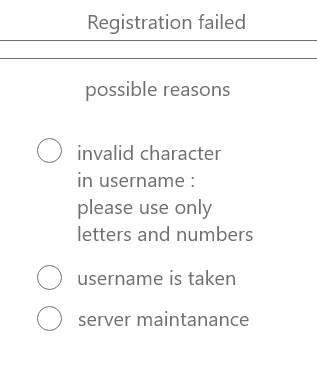 Registration failed
possible reasons
invalid character
in username :
please use only
letters and numbers
username is taken
server maintanance